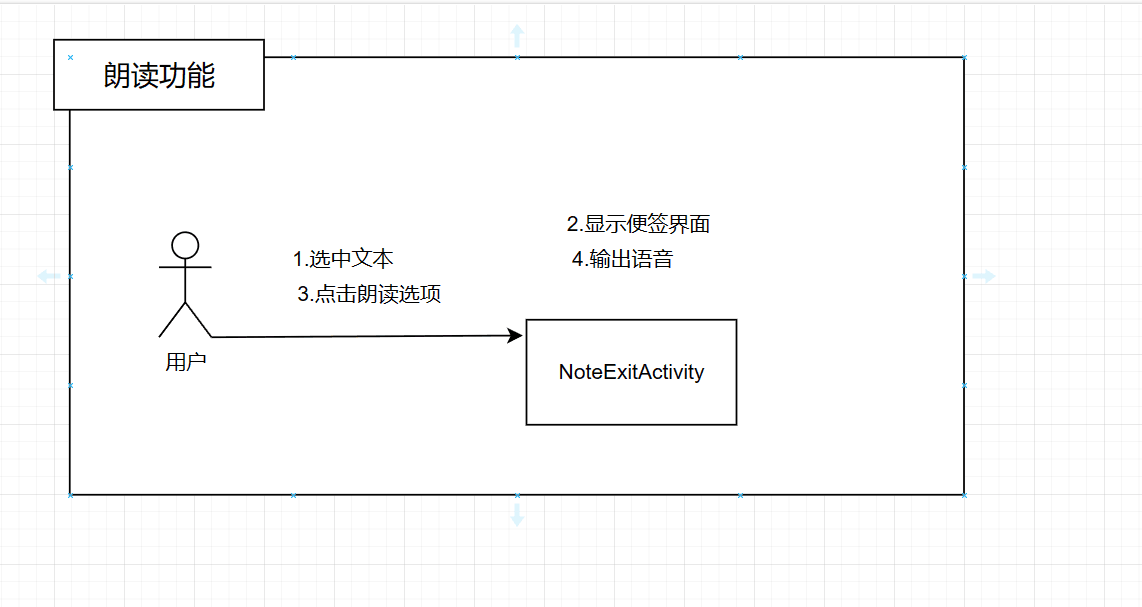 朗读功能
2.显示便签界面
1.选中文本
4.输出语音
3.点击朗读选项
用户
NoteExitActivity